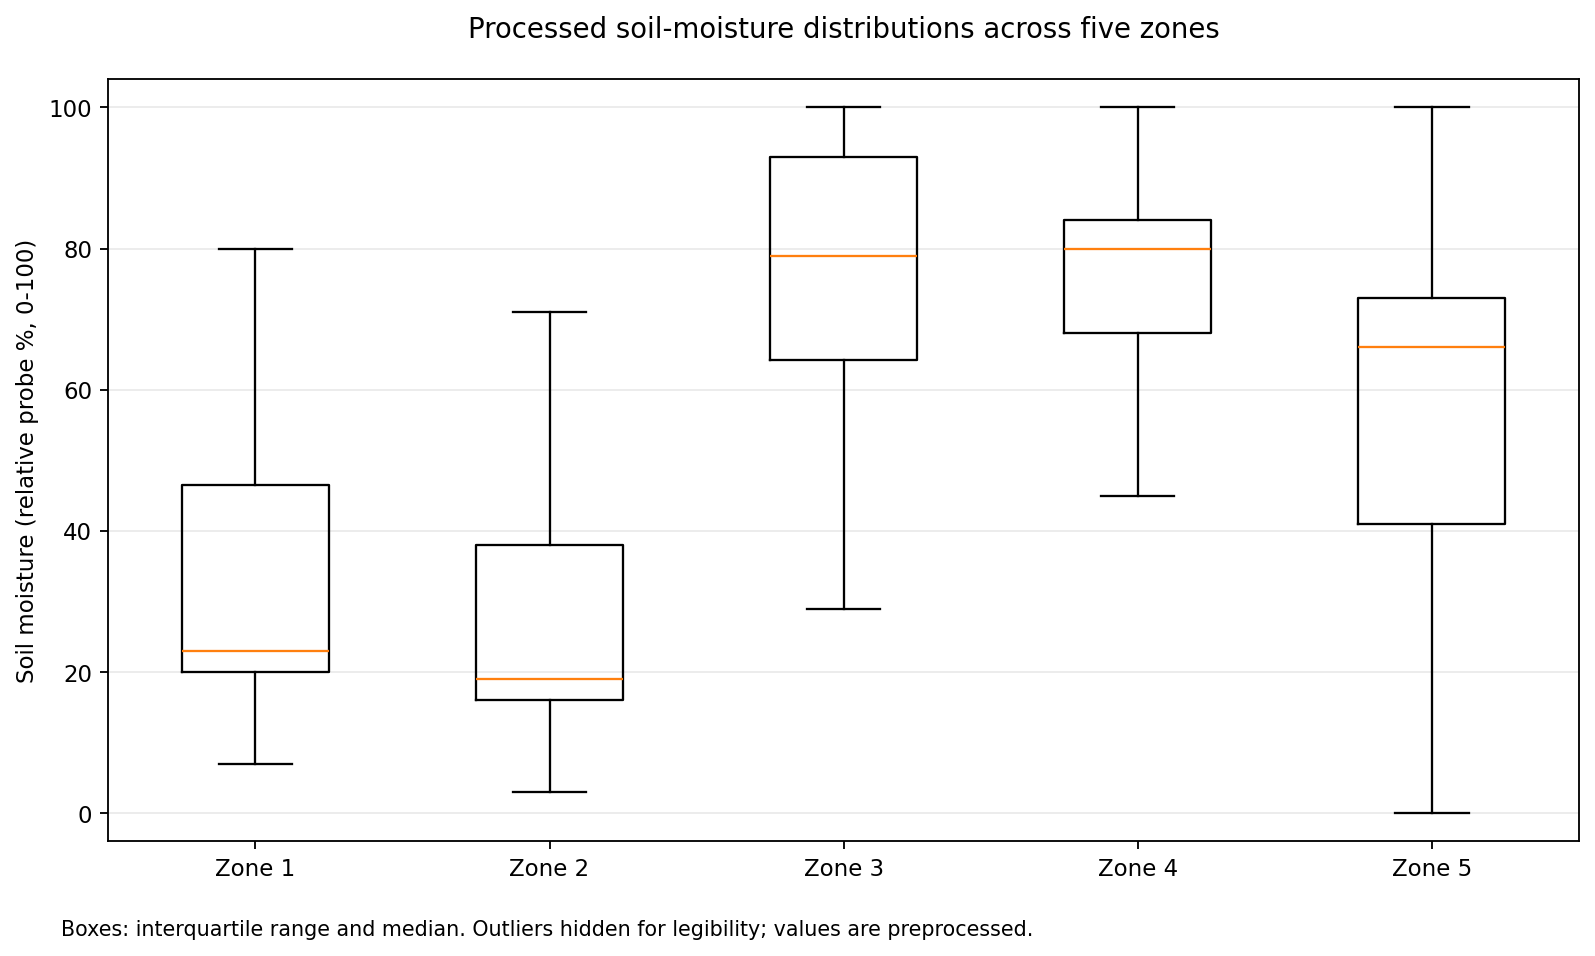 Processed soil-moisture distributions across five zones
Soil moisture (relative probe %, 0-100)
100
80
60
40
20
0
Zone 1 Zone 2 Zone 3 Zone 4 Zone 5
Boxes: interquartile range and median. Outliers hidden for legibility; values are preprocessed.